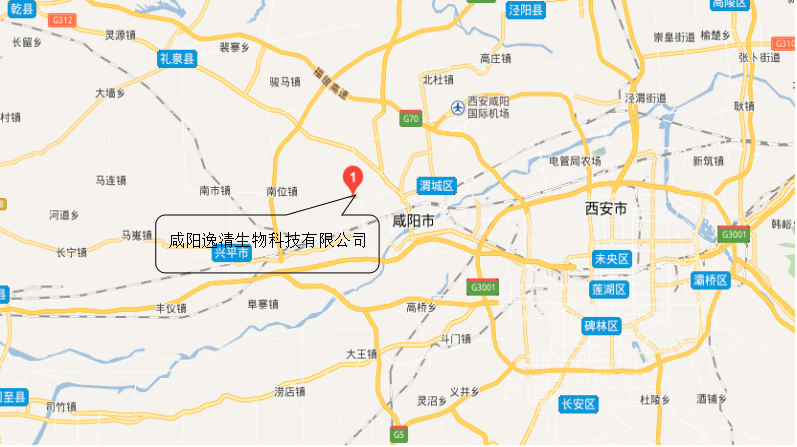 乾县
G312
长留乡
灵源镇
裴寨乡
礼泉县
泾阳县
高陵区
崇皇街道
榆楚乡
G310
张卜街道
高庄镇
福银高速
骏马镇
北杜镇
大墙乡
西安咸阳
国际机场
泾渭街道
耿镇
村镇
G70
电管局农场
新筑镇
马连镇
南市镇
南位镇
1
渭城区
西安市
河道乡
咸阳市
韩峪
马嵬镇
咸阳逸清生物科技有限公司
G3001
长宁镇
兴平市
未央区
灞桥区
县
G3001
莲湖区
丰仪镇
阜寨镇
高桥乡
碑林区
斗门镇
大王镇
涝店镇
义井乡
灵沼乡
周至县
司竹镇
长安区
杜陵乡
酒铺乡
G5